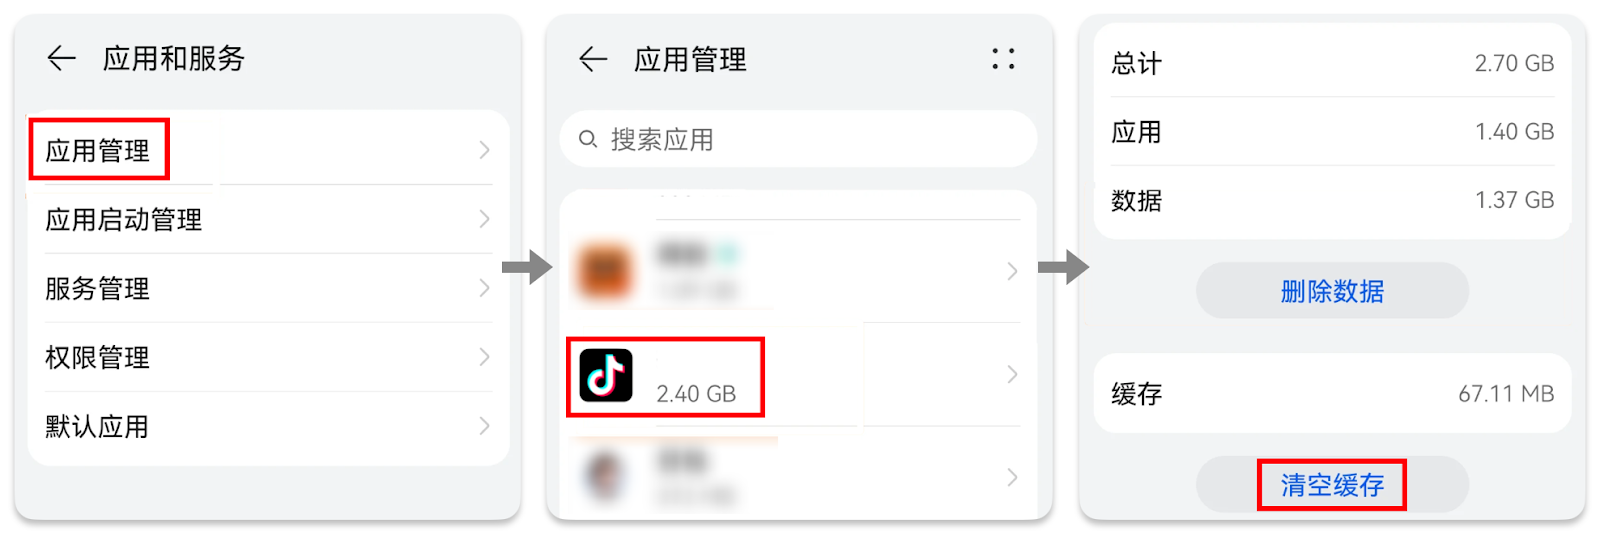 应用和服务
应用管理
应用启动管理
服务管理
权限管理
默认应用
应用管理
搜索应用
2.40 GB
总计 2.70 GB
应用 1.40 GB
数据 1.37 GB
删除数据
缓存 67.11 MB
清空缓存